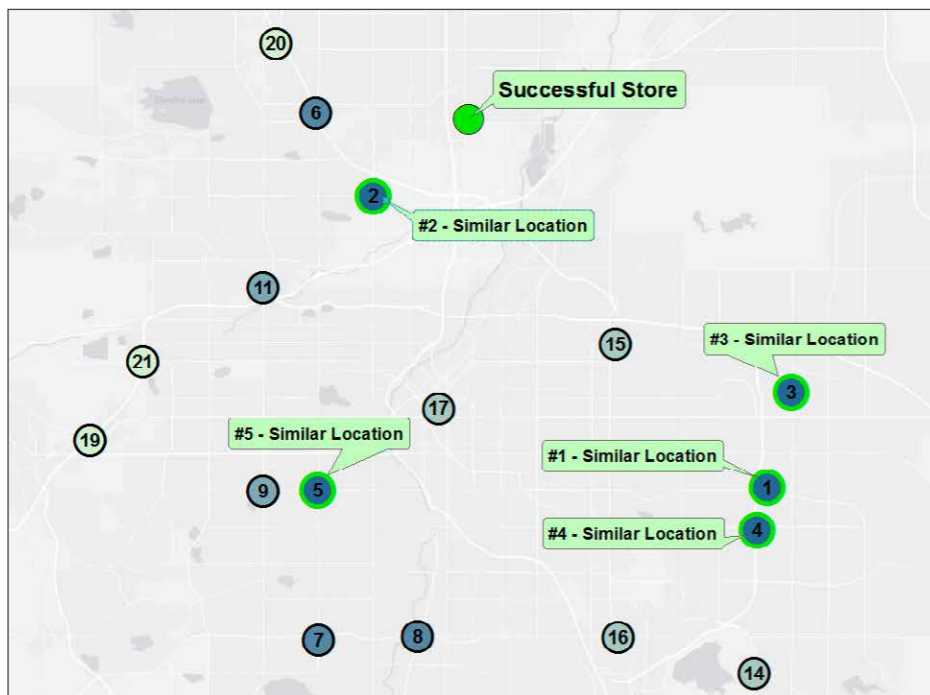 20
Successful Store
6
2
#2 - Similar Location
11
#3 - Similar Location
15
21
3
17
#5 - Similar Location
19
#1 - Similar Location
9
5
1
#4 - Similar Location
4
7
8
16
14